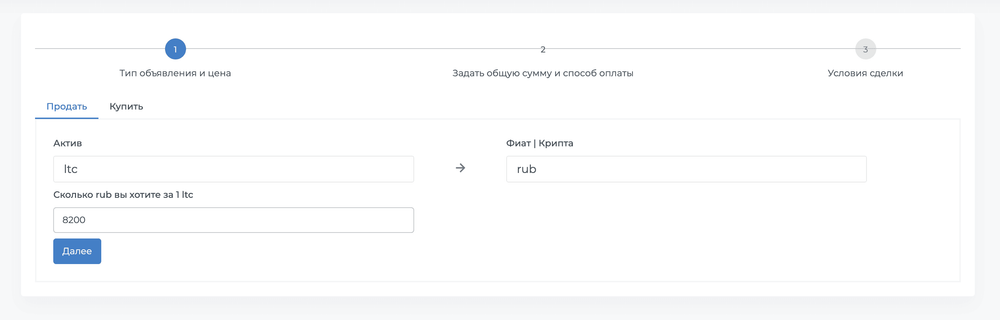 1
2
3
Тип объявления и цена
Задать общую сумму и способ оплаты
Условия сделки
Продать
Купить
Актив
Фиат | Крипта
ltc
rub
Сколько rub вы хотите за 1 ltc
8200
Далее